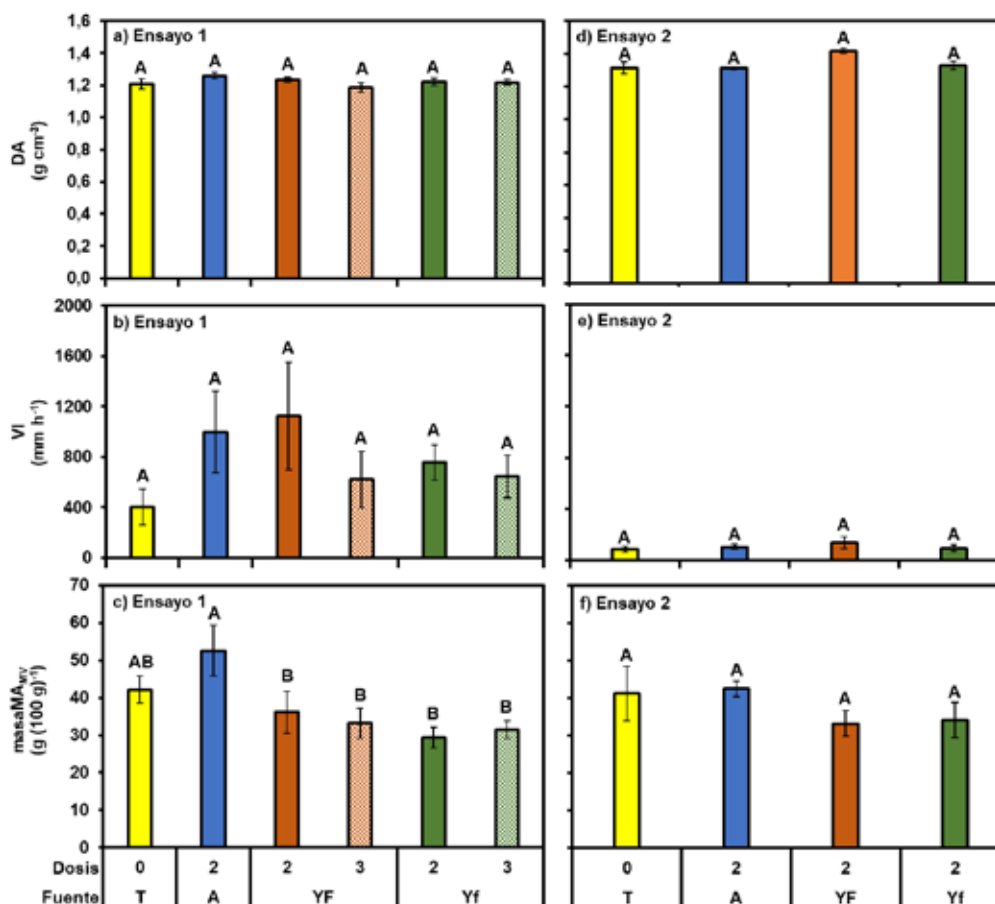 a) Ensayo 1
DA
(g cm⁻³)
1,6
1,4
1,2
1,0
0,8
0,6
0,4
0,2
0,0
A A A A A A
d) Ensayo 2
A A A A
b) Ensayo 1
VI
(mm h⁻¹)
2000
1600
1200
800
400
0
A A A A A A
e) Ensayo 2
A A A A
c) Ensayo 1
masaMA_MV
(g (100 g)⁻¹)
70
60
50
40
30
20
10
0
AB A B B B B
f) Ensayo 2
A A A A
Dosis 0 2 2 3 2 3 0 2 2 2
Fuente T A YF Yf T A YF Yf